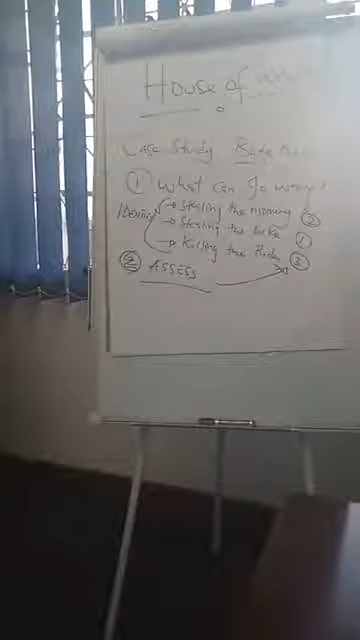 House of
Case Study
① What can go wrong?
→ Stealing the money ②
→ Stealing the bike ①
→ Killing the Rider ③
② ASSESS